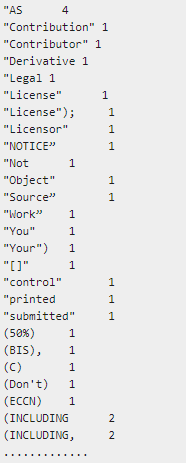 "AS 4
"Contribution" 1
"Contributor" 1
"Derivative 1
"Legal 1
"License" 1
"License"); 1
"Licensor" 1
"NOTICE” 1
"Not 1
"Object" 1
"Source” 1
"Work” 1
"You" 1
"Your") 1
"[]" 1
"control" 1
"printed 1
"submitted" 1
(50%) 1
(BIS), 1
(C) 1
(Don't) 1
(ECCN) 1
(INCLUDING 2
(INCLUDING, 2
.............